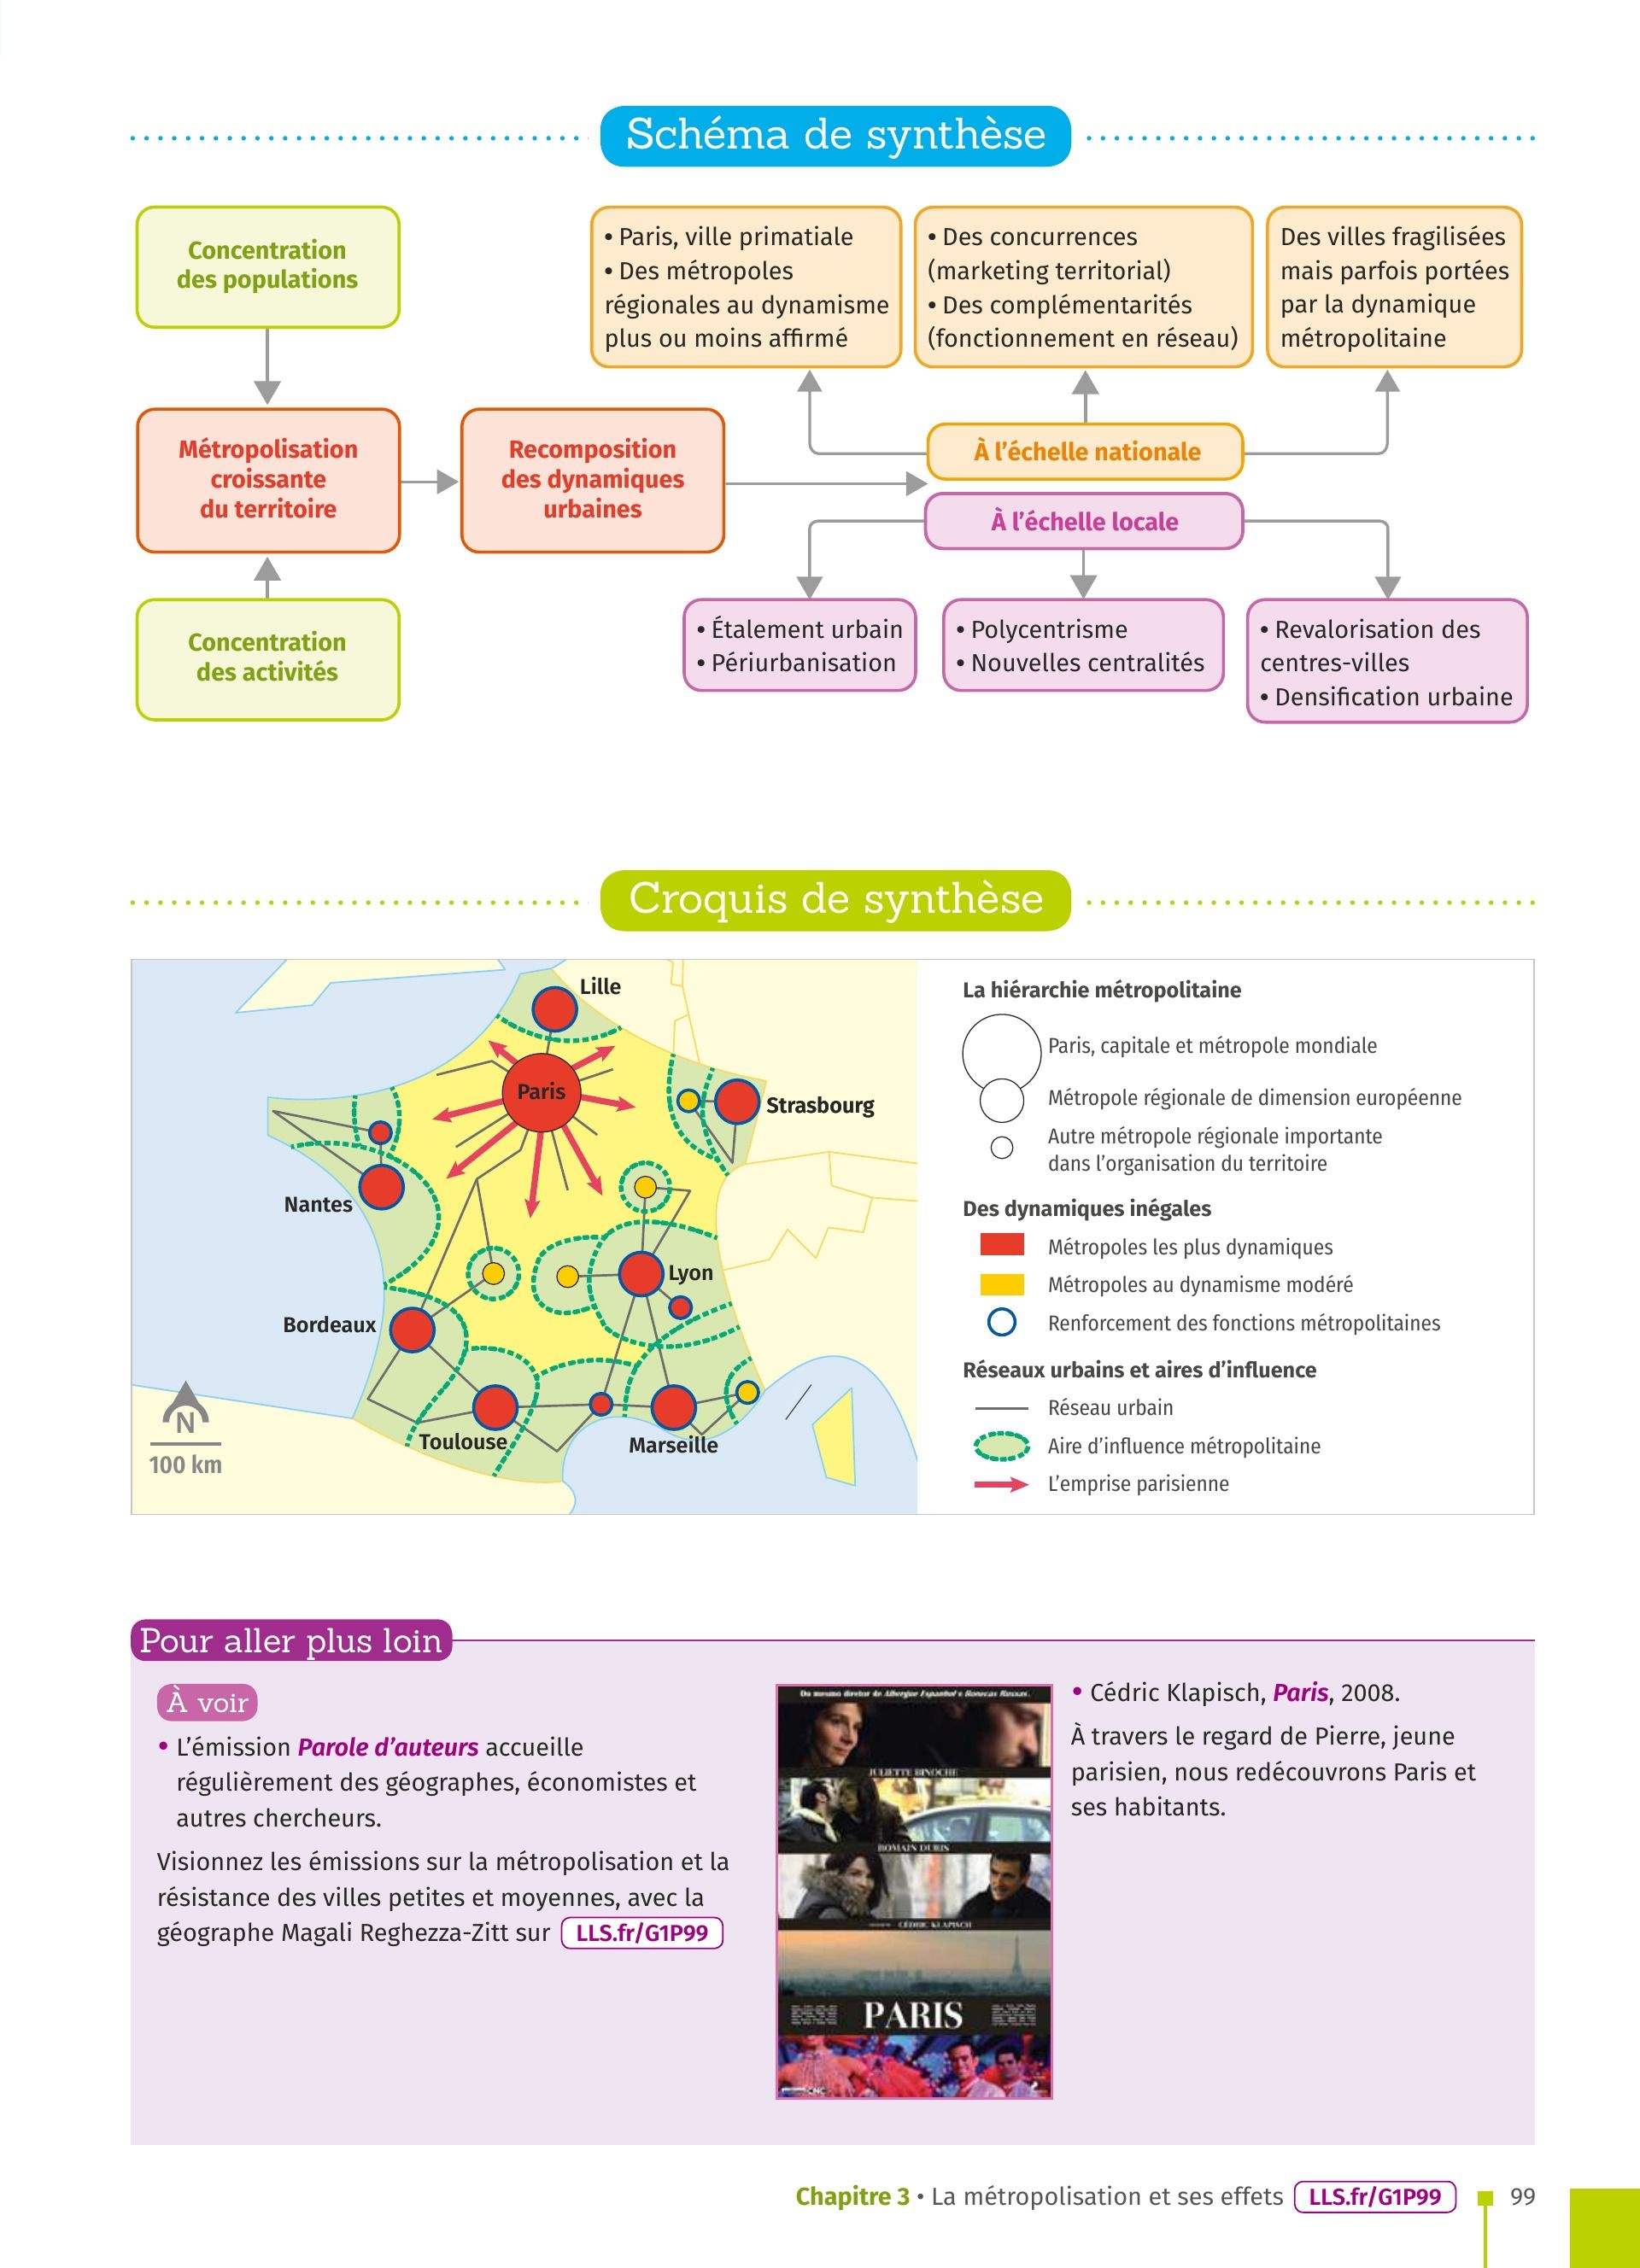 Schéma de synthèse
Concentration
des populations
• Paris, ville primatiale
• Des métropoles
régionales au dynamisme
plus ou moins affirmé
• Des concurrences
(marketing territorial)
• Des complémentarités
(fonctionnement en réseau)
Des villes fragilisées
mais parfois portées
par la dynamique
métropolitaine
Métropolisation
croissante
du territoire
Recomposition
des dynamiques
urbaines
À l'échelle nationale
À l'échelle locale
Concentration
des activités
• Étalement urbain
• Périurbanisation
• Polycentrisme
• Nouvelles centralités
• Revalorisation des
centres-villes
• Densification urbaine
Croquis de synthèse
Lille
Paris
Strasbourg
Nantes
Lyon
Bordeaux
Toulouse
Marseille
N
100 km
La hiérarchie métropolitaine
Paris, capitale et métropole mondiale
Métropole régionale de dimension européenne
Autre métropole régionale importante
dans l'organisation du territoire
Des dynamiques inégales
Métropoles les plus dynamiques
Métropoles au dynamisme modéré
Renforcement des fonctions métropolitaines
Réseaux urbains et aires d'influence
Réseau urbain
Aire d'influence métropolitaine
L'emprise parisienne
Pour aller plus loin
À voir
• L'émission Parole d'auteurs accueille
régulièrement des géographes, économistes et
autres chercheurs.
Visionnez les émissions sur la métropolisation et la
résistance des villes petites et moyennes, avec la
géographe Magali Reghezza-Zitt sur LLS.fr/G1P99
Do mesmo diretor de Albergue Espanhol e Bonecas Russas.
JULIETTE BINOCHE
ROMAIN DURIS
CÉDRIC KLAPISCH
PARIS
CNC
• Cédric Klapisch, Paris, 2008.
À travers le regard de Pierre, jeune
parisien, nous redécouvrons Paris et
ses habitants.
Chapitre 3 • La métropolisation et ses effets LLS.fr/G1P99 99